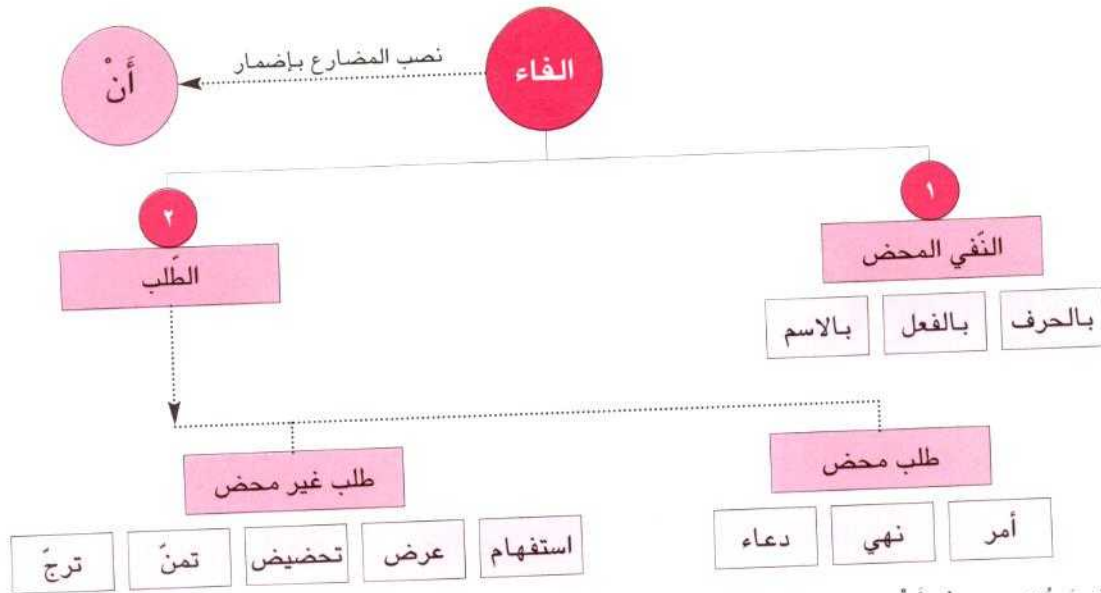 الفاء
نصب المضارع بإضمار
أَنْ
١
النّفي المحض
بالحرف
بالفعل
بالاسم
٢
الطّلب
طلب محض
أمر
نهي
دعاء
طلب غير محض
استفهام
عرض
تحضيض
تمنّ
ترجّ